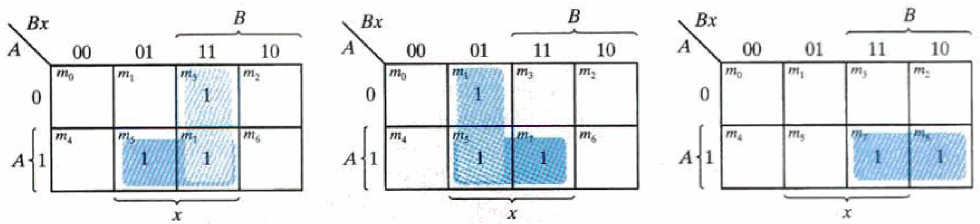 Bx
B
A
00 01 11 10
m₀ m₁ m₃ m₂
0
1
m₄ m₅ m₇ m₆
A
1
1 1
x
Bx
B
A
00 01 11 10
m₀ m₁ m₃ m₂
0
1
m₄ m₅ m₇ m₆
A
1
1 1
x
Bx
B
A
00 01 11 10
m₀ m₁ m₃ m₂
0
m₄ m₅ m₇ m₆
A
1
1 1
x